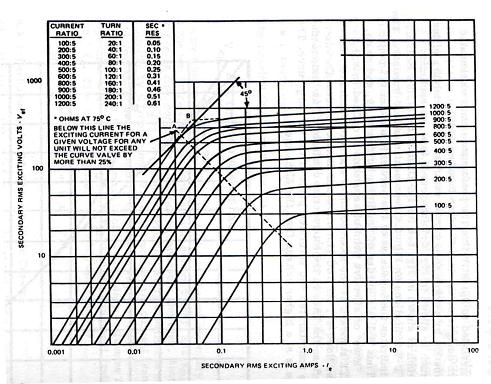 CURRENT RATIO TURN RATIO SEC * RES
100:5 20:1 0.05
200:5 40:1 0.10
300:5 60:1 0.15
400:5 80:1 0.20
500:5 100:1 0.25
600:5 120:1 0.31
800:5 160:1 0.41
900:5 180:1 0.46
1000:5 200:1 0.51
1200:5 240:1 0.61
* OHMS AT 75° C
BELOW THIS LINE THE
EXCITING CURRENT FOR A
GIVEN VOLTAGE FOR ANY
UNIT WILL NOT EXCEED
THE CURVE VALVE BY
MORE THAN 25%
45°
A
B
1000
100
10
SECONDARY RMS EXCITING VOLTS - Vef
1200:5
1000:5
900:5
800:5
600:5
500:5
400:5
300:5
200:5
100:5
0.001 0.01 0.1 1.0 10 100
SECONDARY RMS EXCITING AMPS - Ie